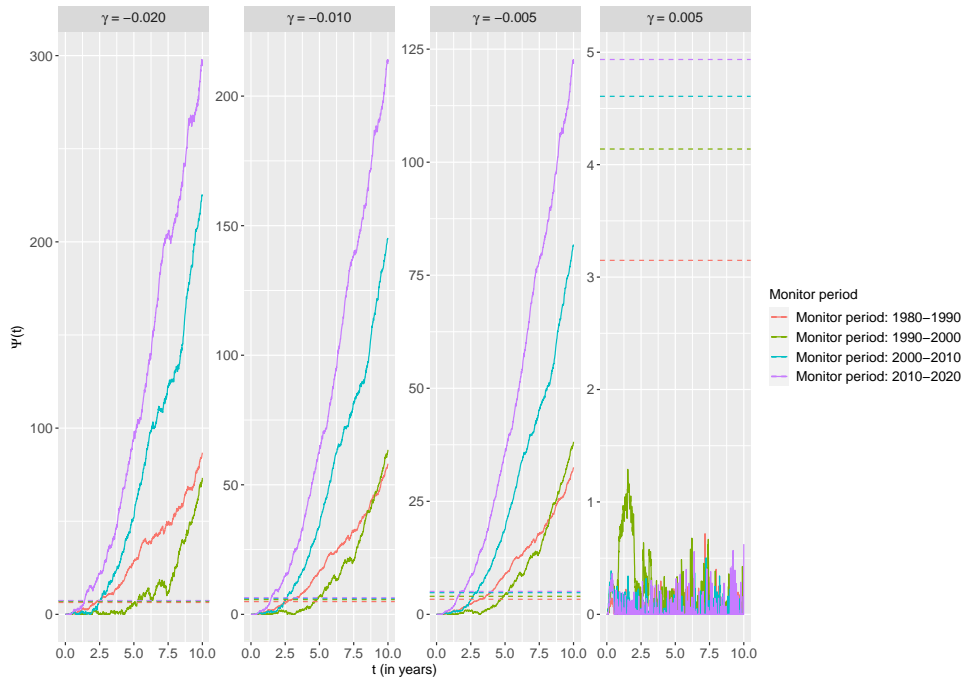 γ = −0.020
γ = −0.010
γ = −0.005
γ = 0.005
Ψ(t)
300
200
100
0
200
150
100
50
0
125
100
75
50
25
0
5
4
3
2
1
0
0.0 2.5 5.0 7.5 10.0
0.0 2.5 5.0 7.5 10.0
0.0 2.5 5.0 7.5 10.0
0.0 2.5 5.0 7.5 10.0
t (in years)
Monitor period
Monitor period: 1980−1990
Monitor period: 1990−2000
Monitor period: 2000−2010
Monitor period: 2010−2020